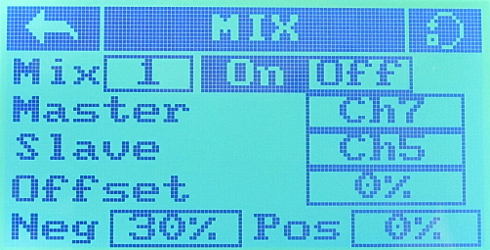 MIX
Mix 1 On Off
Master Ch7
Slave Ch5
Offset 0%
Neg 30% Pos 0%